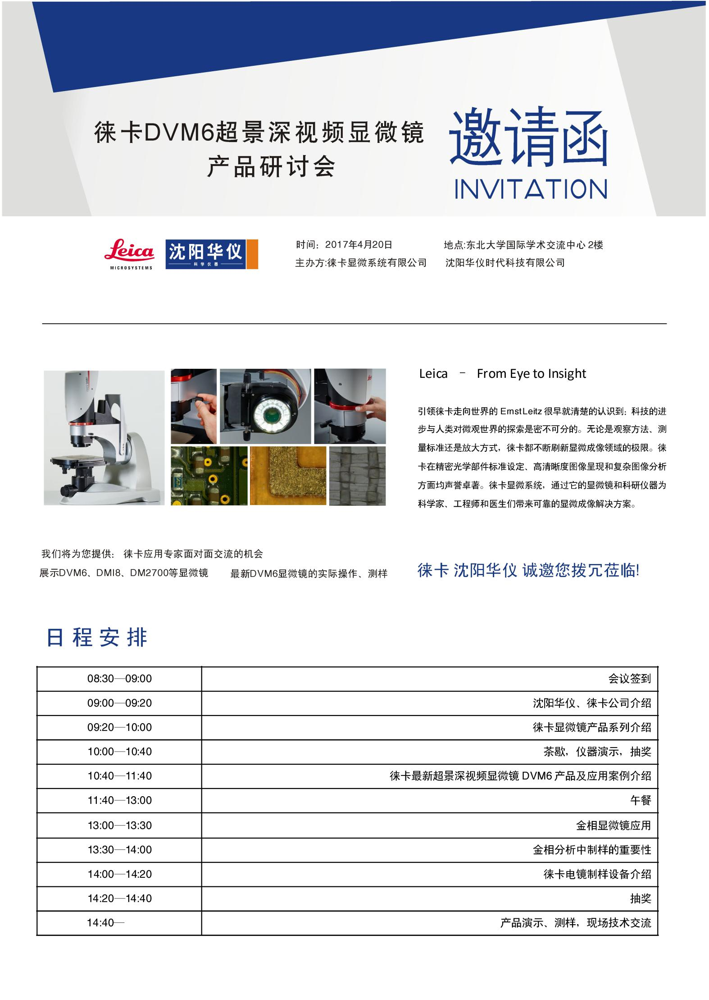 徕卡DVM6超景深视频显微镜
产品研讨会
邀请函
INVITATION
Leica
MICROSYSTEMS
沈阳华仪
科学仪器
时间：2017年4月20日 地点:东北大学国际学术交流中心 2楼
主办方:徕卡显微系统有限公司 沈阳华仪时代科技有限公司
Leica － From Eye to Insight
引领徕卡走向世界的 ErnstLeitz 很早就清楚的认识到：科技的进
步与人类对微观世界的探索是密不可分的。无论是观察方法、测
量标准还是放大方式，徕卡都不断刷新显微成像领域的极限。徕
卡在精密光学部件标准设定、高清晰度图像呈现和复杂图像分析
方面均声誉卓著。徕卡显微系统，通过它的显微镜和科研仪器为
科学家、工程师和医生们带来可靠的显微成像解决方案。
我们将为您提供： 徕卡应用专家面对面交流的机会
展示DVM6、DMI8、DM2700等显微镜 最新DVM6显微镜的实际操作、测样
徕卡 沈阳华仪 诚邀您拨冗莅临!
日程安排
08:30—09:00 会议签到
09:00—09:20 沈阳华仪、徕卡公司介绍
09:20—10:00 徕卡显微镜产品系列介绍
10:00—10:40 茶歇，仪器演示，抽奖
10:40—11:40 徕卡最新超景深视频显微镜 DVM6 产品及应用案例介绍
11:40—13:00 午餐
13:00—13:30 金相显微镜应用
13:30—14:00 金相分析中制样的重要性
14:00—14:20 徕卡电镜制样设备介绍
14:20—14:40 抽奖
14:40— 产品演示、测样，现场技术交流